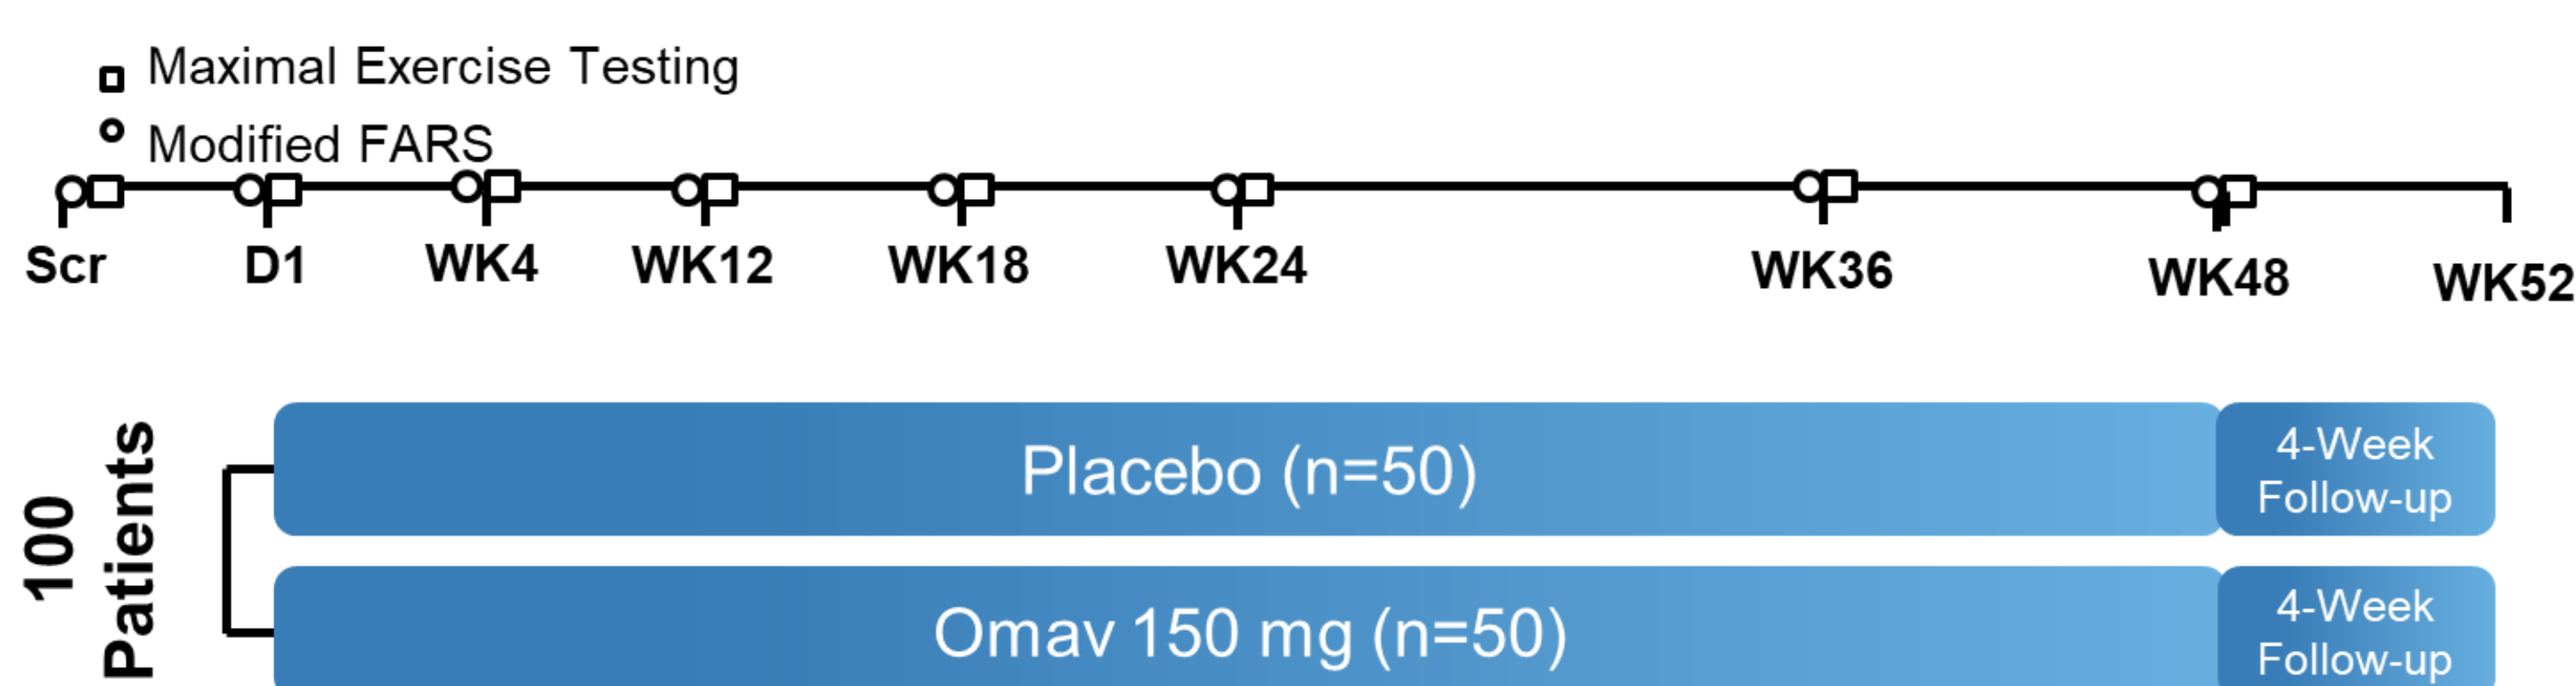 Maximal Exercise Testing
Modified FARS
Scr D1 WK4 WK12 WK18 WK24 WK36 WK48 WK52
100
Patients
Placebo (n=50)
4-Week
Follow-up
Omav 150 mg (n=50)
4-Week
Follow-up